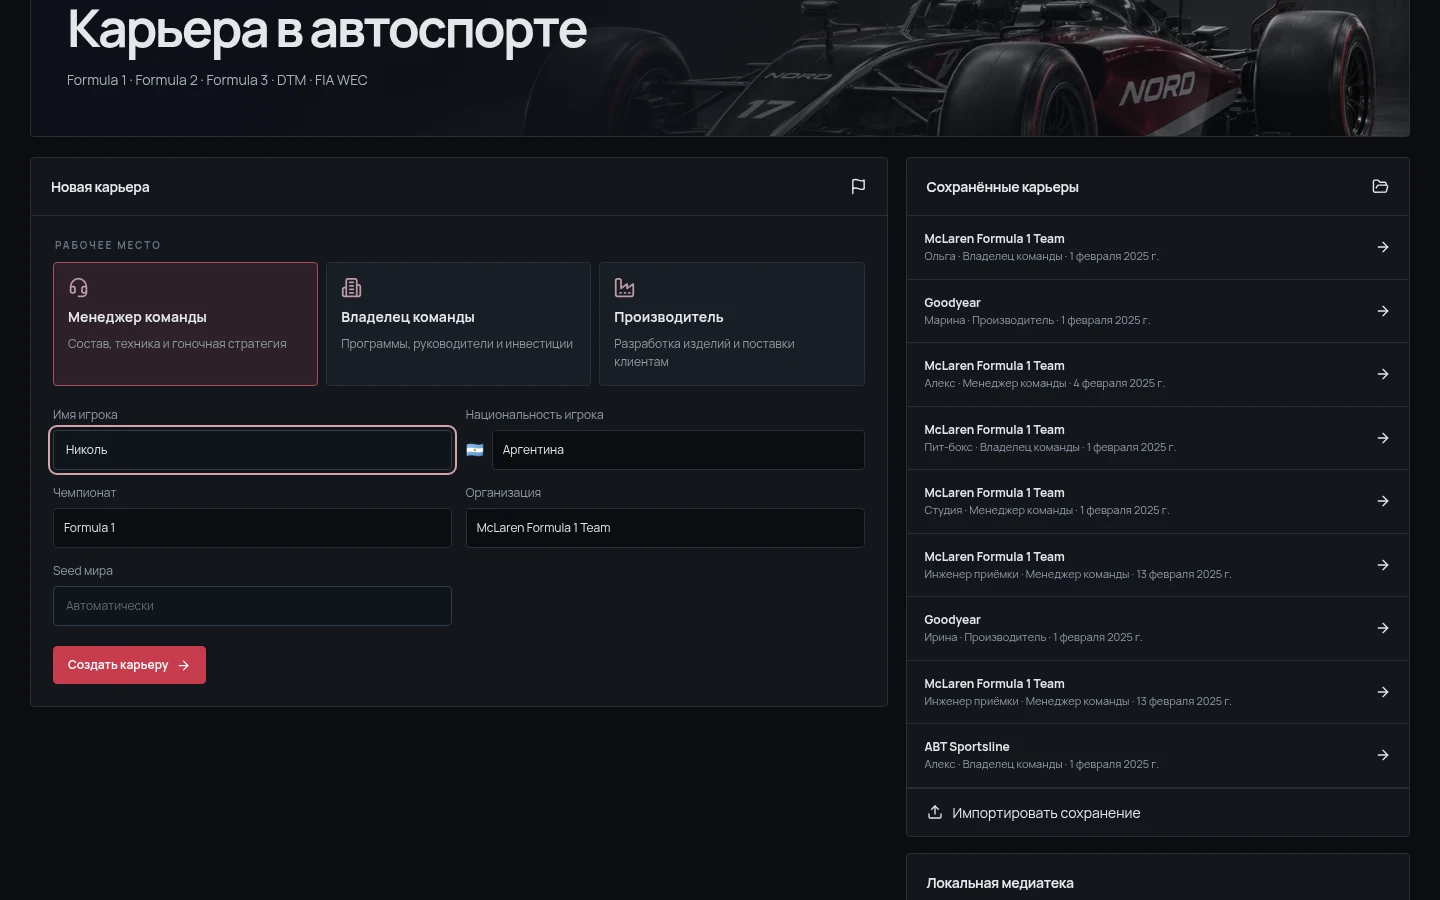 Карьера в автоспорте
Formula 1 · Formula 2 · Formula 3 · DTM · FIA WEC
NORD
17
NORD
Новая карьера
РАБОЧЕЕ МЕСТО
Менеджер команды
Состав, техника и гоночная стратегия
Владелец команды
Программы, руководители и инвестиции
Производитель
Разработка изделий и поставки
клиентам
Имя игрока
Николь
Национальность игрока
Аргентина
Чемпионат
Formula 1
Организация
McLaren Formula 1 Team
Seed мира
Автоматически
Создать карьеру
Сохранённые карьеры
McLaren Formula 1 Team
Ольга · Владелец команды · 1 февраля 2025 г.
Goodyear
Марина · Производитель · 1 февраля 2025 г.
McLaren Formula 1 Team
Алекс · Менеджер команды · 4 февраля 2025 г.
McLaren Formula 1 Team
Пит-бокс · Владелец команды · 1 февраля 2025 г.
McLaren Formula 1 Team
Студия · Менеджер команды · 1 февраля 2025 г.
McLaren Formula 1 Team
Инженер приёмки · Менеджер команды · 13 февраля 2025 г.
Goodyear
Ирина · Производитель · 1 февраля 2025 г.
McLaren Formula 1 Team
Инженер приёмки · Менеджер команды · 13 февраля 2025 г.
ABT Sportsline
Алекс · Владелец команды · 1 февраля 2025 г.
Импортировать сохранение
Локальная медиатека